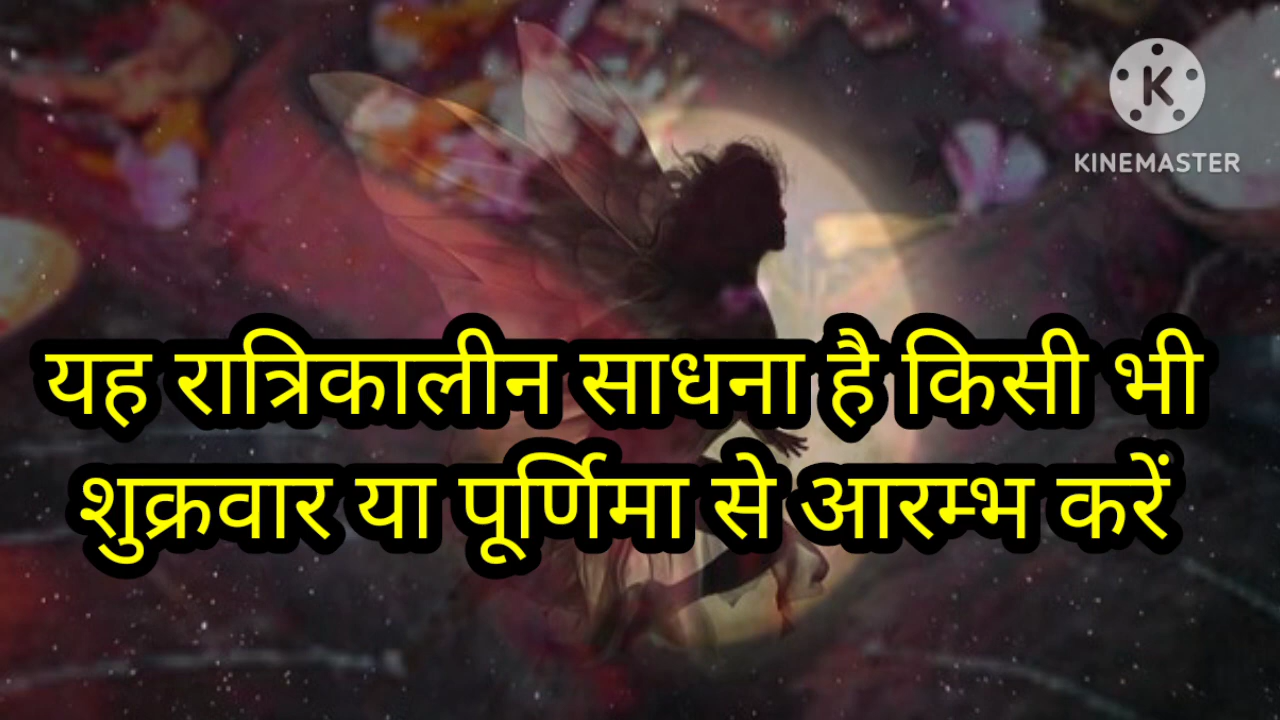 K
KINEMASTER
यह रात्रिकालीन साधना है किसी भी
शुक्रवार या पूर्णिमा से आरम्भ करें